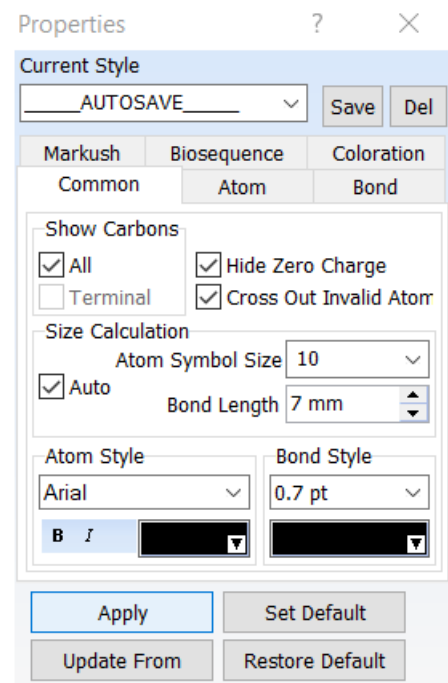 Properties ?
Current Style
_____AUTOSAVE_____ Save Del
Markush Biosequence Coloration
Common Atom Bond
Show Carbons
All Hide Zero Charge
Terminal Cross Out Invalid Atom
Size Calculation
Atom Symbol Size 10
Auto
Bond Length 7 mm
Atom Style Bond Style
Arial 0.7 pt
B I
Apply Set Default
Update From Restore Default